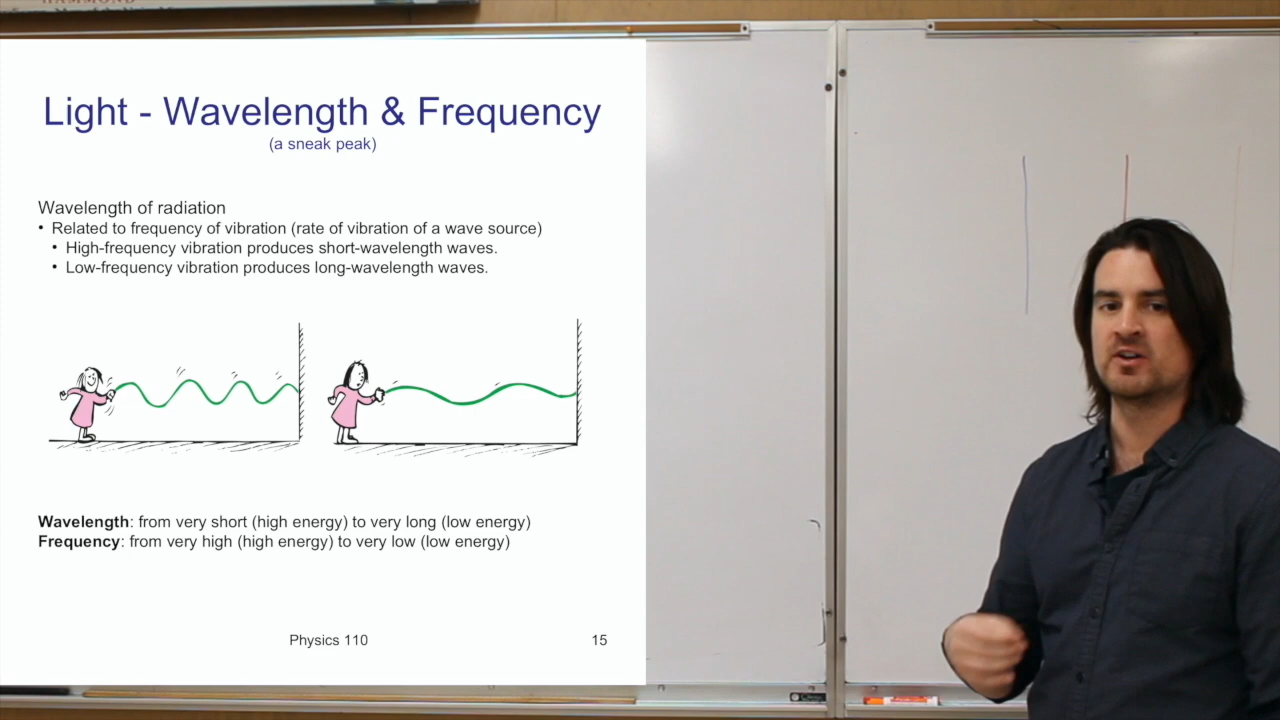 HAMMOND
Light - Wavelength & Frequency
(a sneak peak)
Wavelength of radiation
• Related to frequency of vibration (rate of vibration of a wave source)
• High-frequency vibration produces short-wavelength waves.
• Low-frequency vibration produces long-wavelength waves.
Wavelength: from very short (high energy) to very long (low energy)
Frequency: from very high (high energy) to very low (low energy)
Physics 110
15